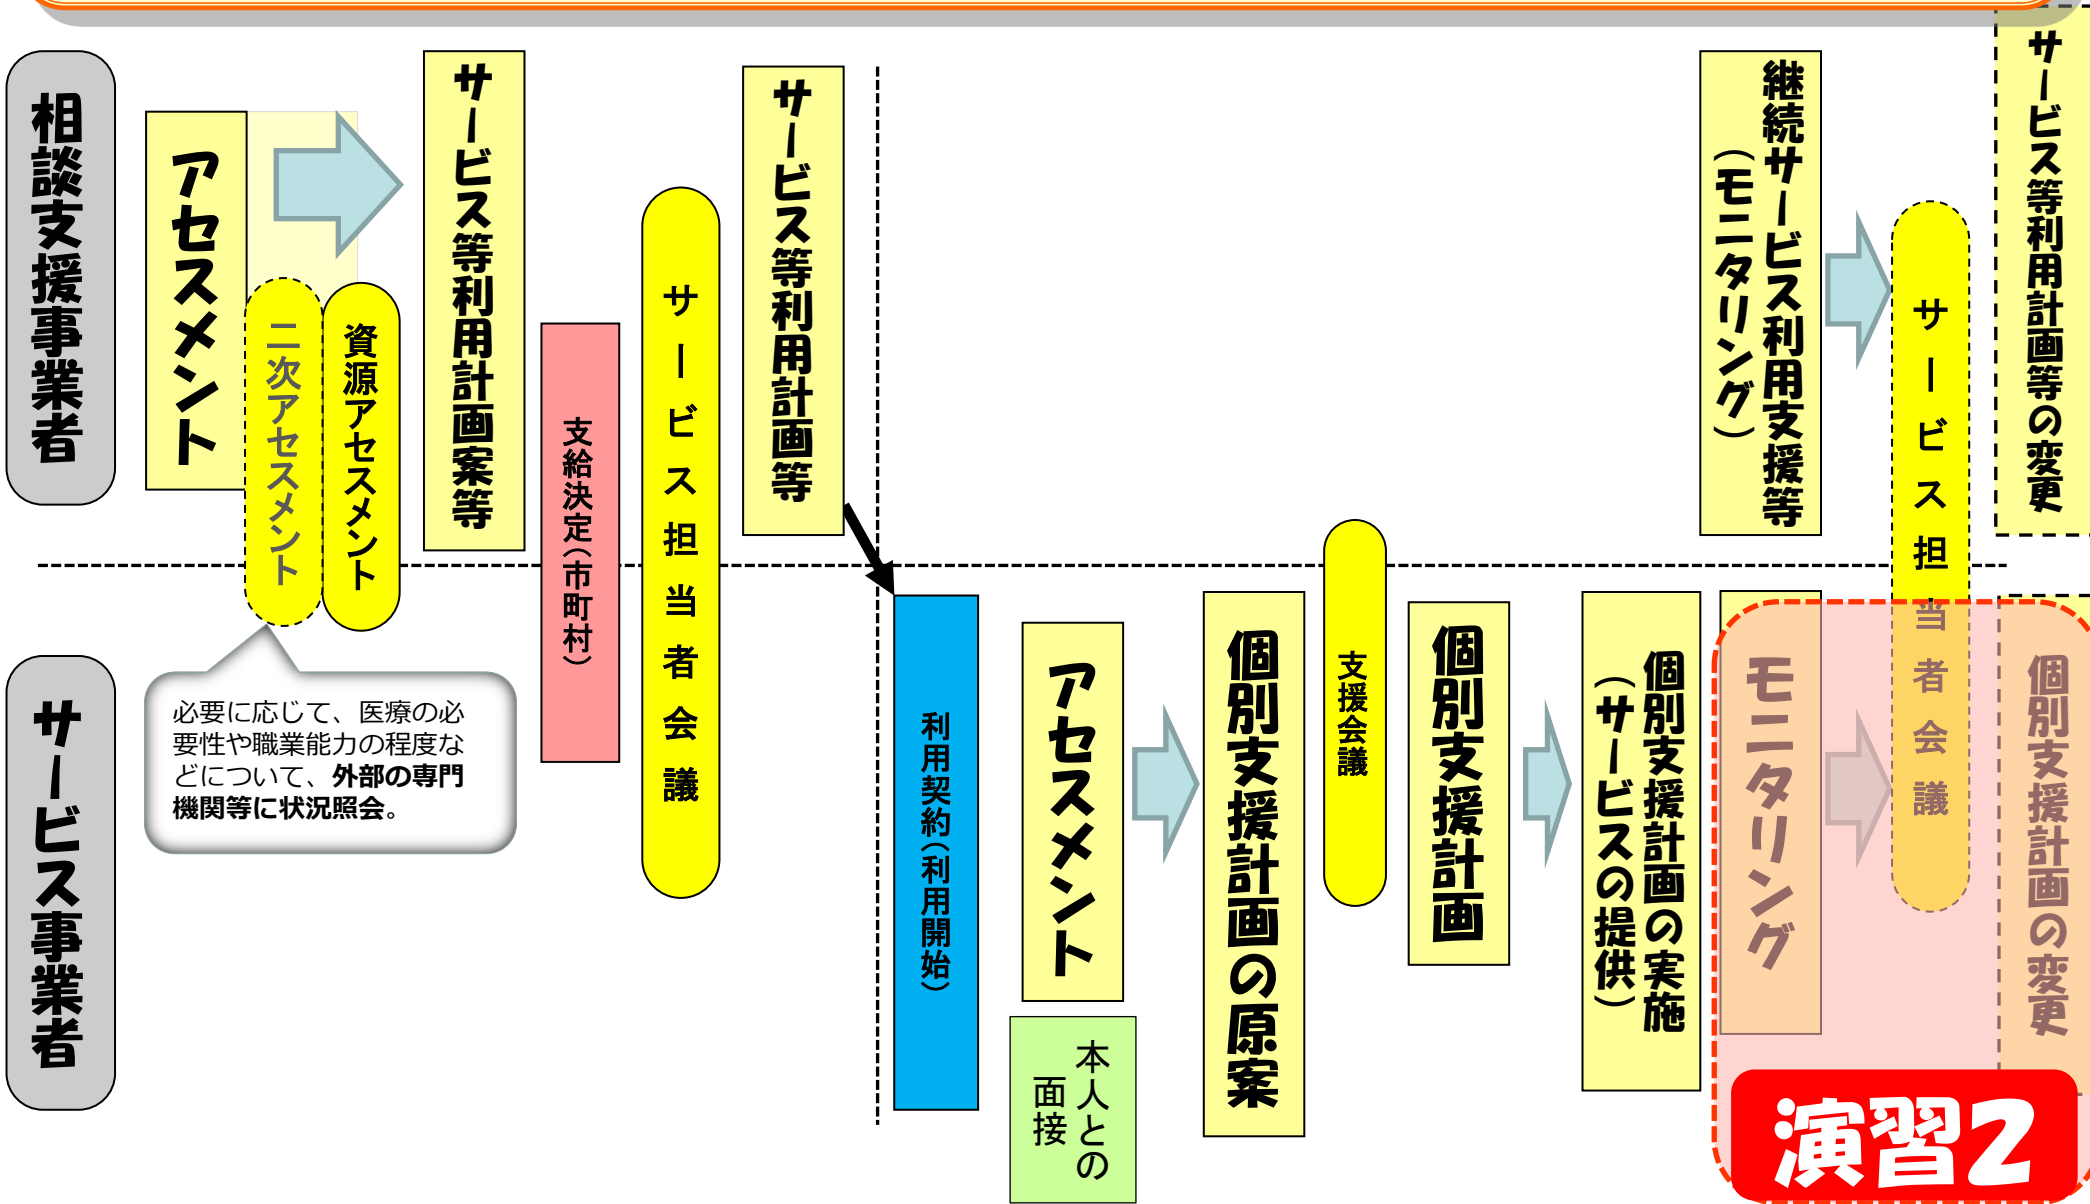 相談支援事業者
アセスメント
二次アセスメント
資源アセスメント
サービス等利用計画案等
支給決定（市町村）
サービス担当者会議
サービス等利用計画等
継続サービス利用支援等
（モニタリング）
サービス担当者会議
サービス等利用計画等の変更
サービス事業者
必要に応じて、医療の必
要性や職業能力の程度な
どについて、外部の専門
機関等に状況照会。
利用契約（利用開始）
アセスメント
本人との
面接
個別支援計画の原案
支援会議
個別支援計画
個別支援計画の実施
（サービスの提供）
モニタリング
個別支援計画の変更
演習2